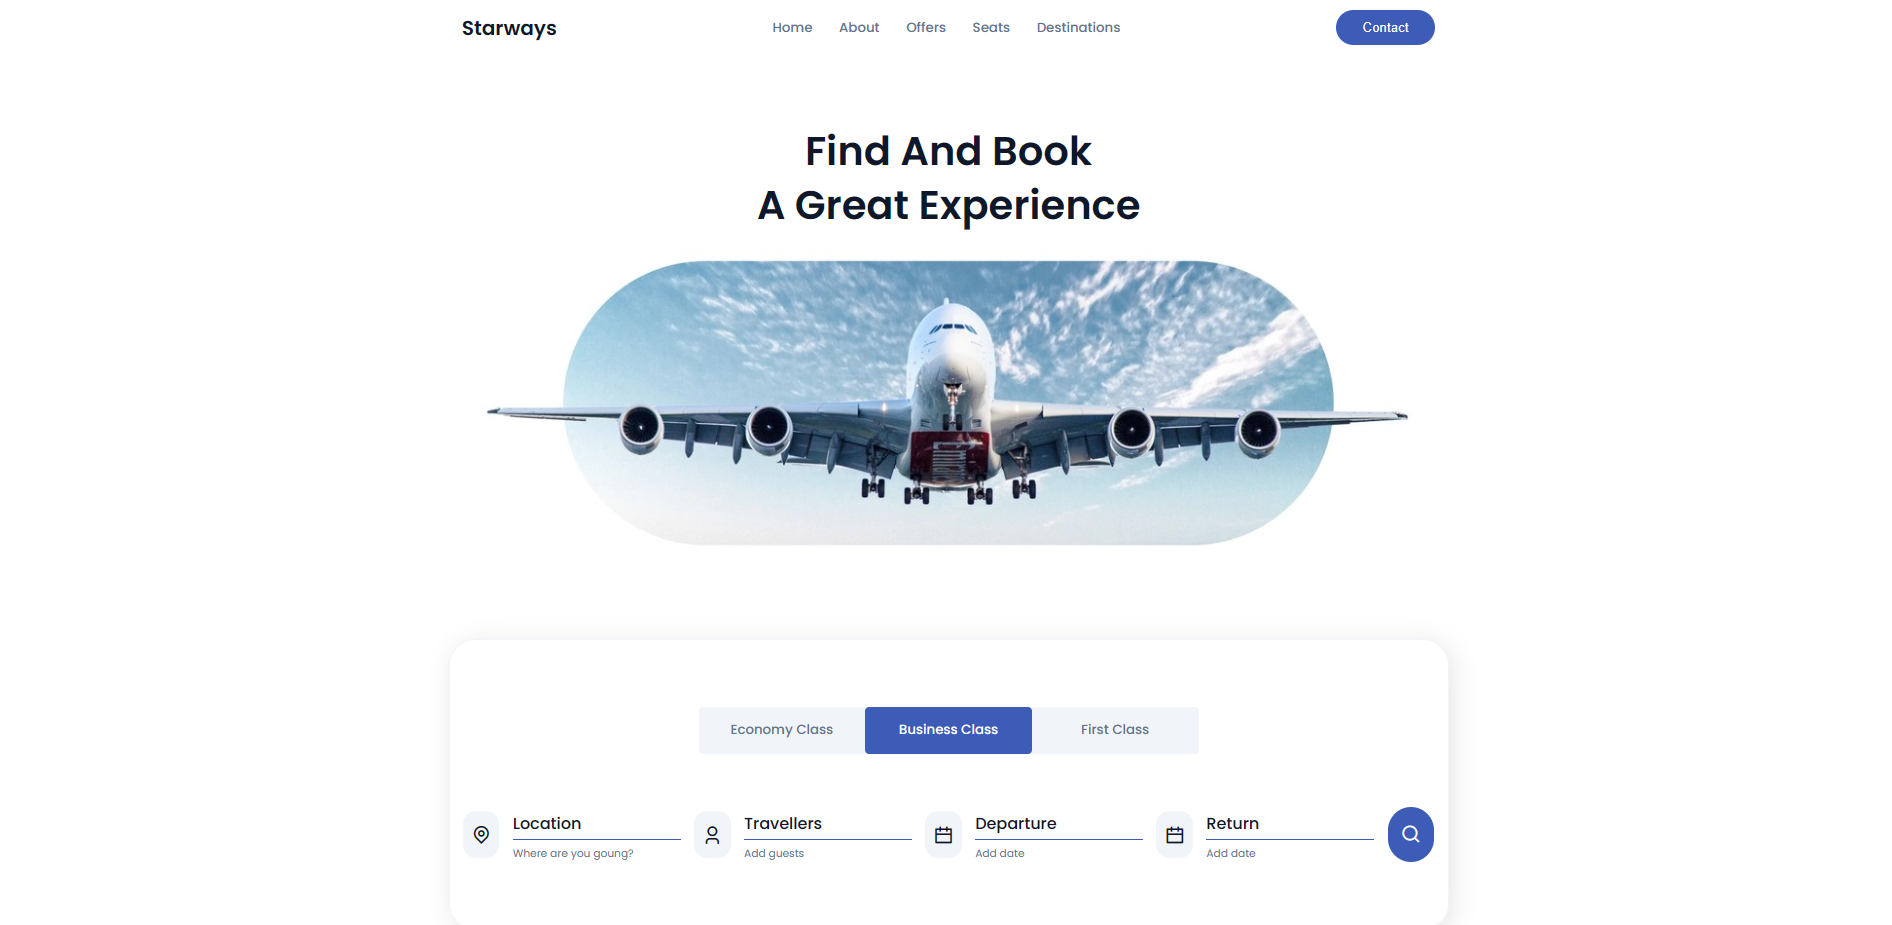 Starways Home About Offers Seats Destinations Contact
Find And Book
A Great Experience
Economy Class Business Class First Class
Location Travellers Departure Return
Where are you goung? Add guests Add date Add date